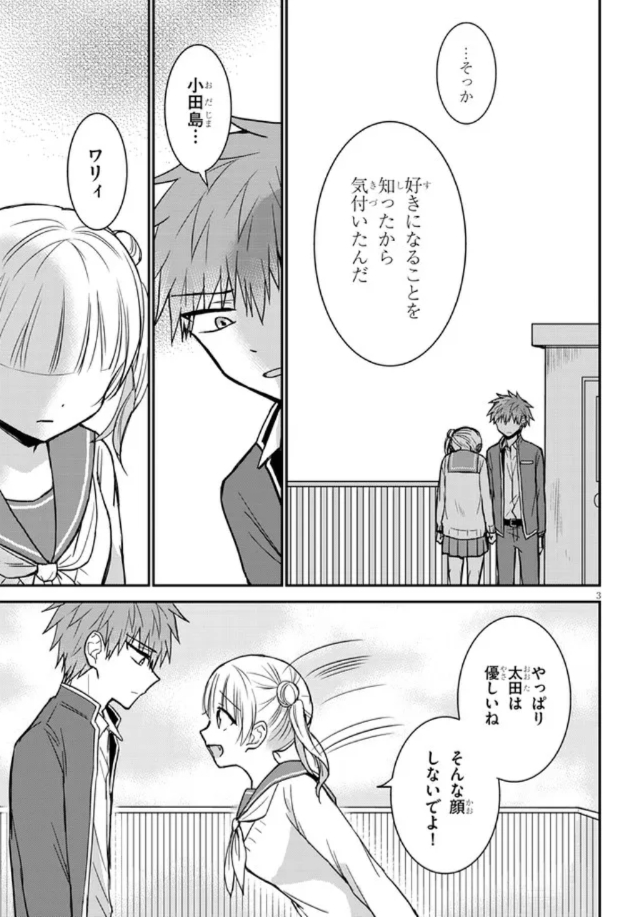 …そっか
好きになることを
知ったから
気付いたんだ
小田島…
ワリィ
3
やっぱり
太田は
優しいね
そんな顔
しないでよ！